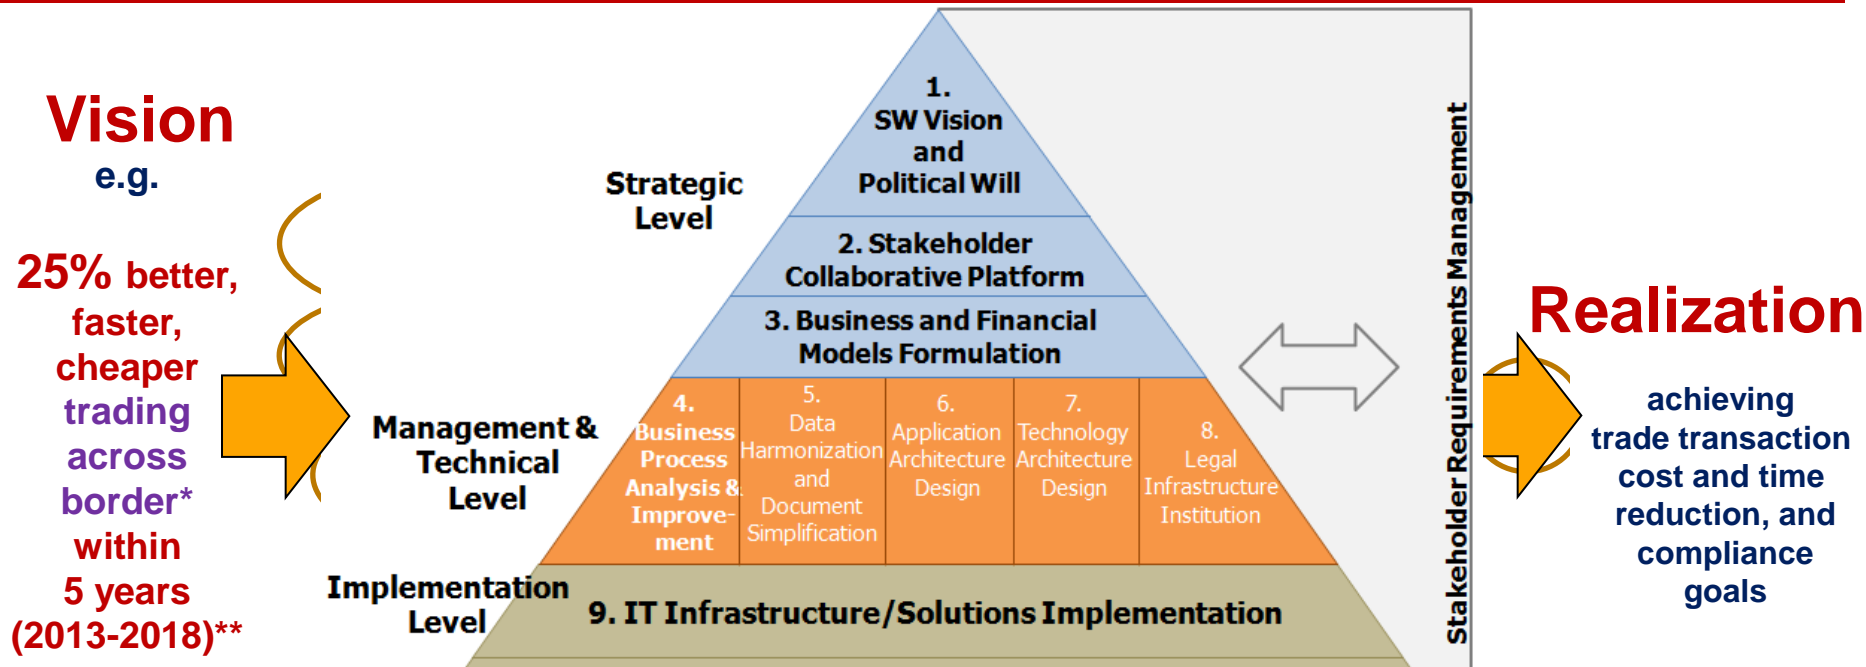 Vision
e.g.
25% better,
faster,
cheaper
trading
across
border*
within
5 years
(2013-2018)**
Strategic
Level
Management &
Technical
Level
Implementation
Level
1.
SW Vision
and
Political Will
2. Stakeholder
Collaborative Platform
3. Business and Financial
Models Formulation
4.
Business
Process
Analysis &
Improve-
ment
5.
Data
Harmonization
and
Document
Simplification
6.
Application
Architecture
Design
7.
Technology
Architecture
Design
8.
Legal
Infrastructure
Institution
9. IT Infrastructure/Solutions Implementation
Stakeholder Requirements Management
Realization
achieving
trade transaction
cost and time
reduction, and
compliance
goals